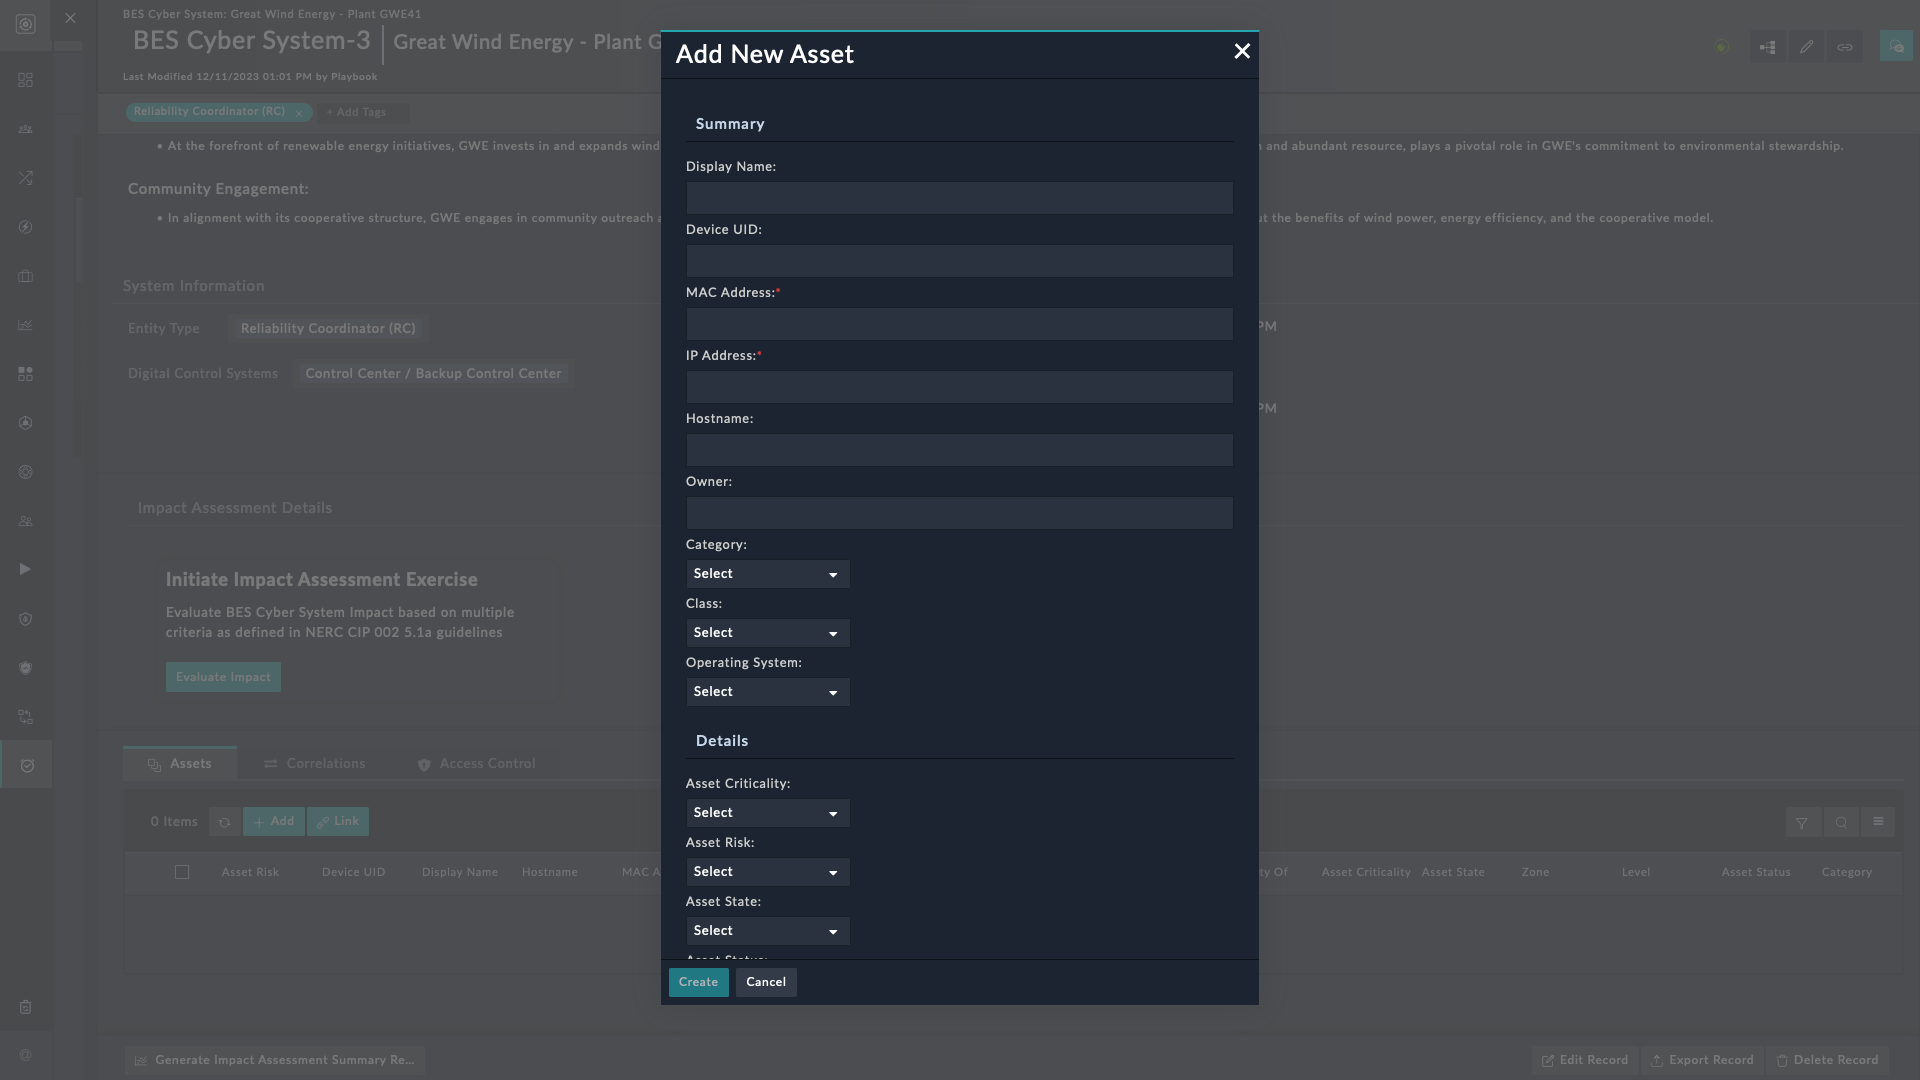 BES Cyber System: Great Wind Energy - Plant GWE41
BES Cyber System-3
Great Wind Energy - Plant G
Last Modified 12/11/2023 01:01 PM by Playbook
Reliability Coordinator (RC) ×
+ Add Tags
• At the forefront of renewable energy initiatives, GWE invests in and expands wind
and abundant resource, plays a pivotal role in GWE's commitment to environmental stewardship.
Community Engagement:
• In alignment with its cooperative structure, GWE engages in community outreach
the benefits of wind power, energy efficiency, and the cooperative model.
System Information
Entity Type
Reliability Coordinator (RC)
PM
Digital Control Systems
Control Center / Backup Control Center
PM
Impact Assessment Details
Initiate Impact Assessment Exercise
Evaluate BES Cyber System Impact based on multiple
criteria as defined in NERC CIP 002 5.1a guidelines
Evaluate Impact
Assets
Correlations
Access Control
0 Items
+ Add
Link
Asset Risk
Device UID
Display Name
Hostname
MAC A
ty Of
Asset Criticality
Asset State
Zone
Level
Asset Status
Category
Generate Impact Assessment Summary Re...
Edit Record
Export Record
Delete Record
Add New Asset
Summary
Display Name:
Device UID:
MAC Address:*
IP Address:*
Hostname:
Owner:
Category:
Select
Class:
Select
Operating System:
Select
Details
Asset Criticality:
Select
Asset Risk:
Select
Asset State:
Select
Asset Status:
Create
Cancel